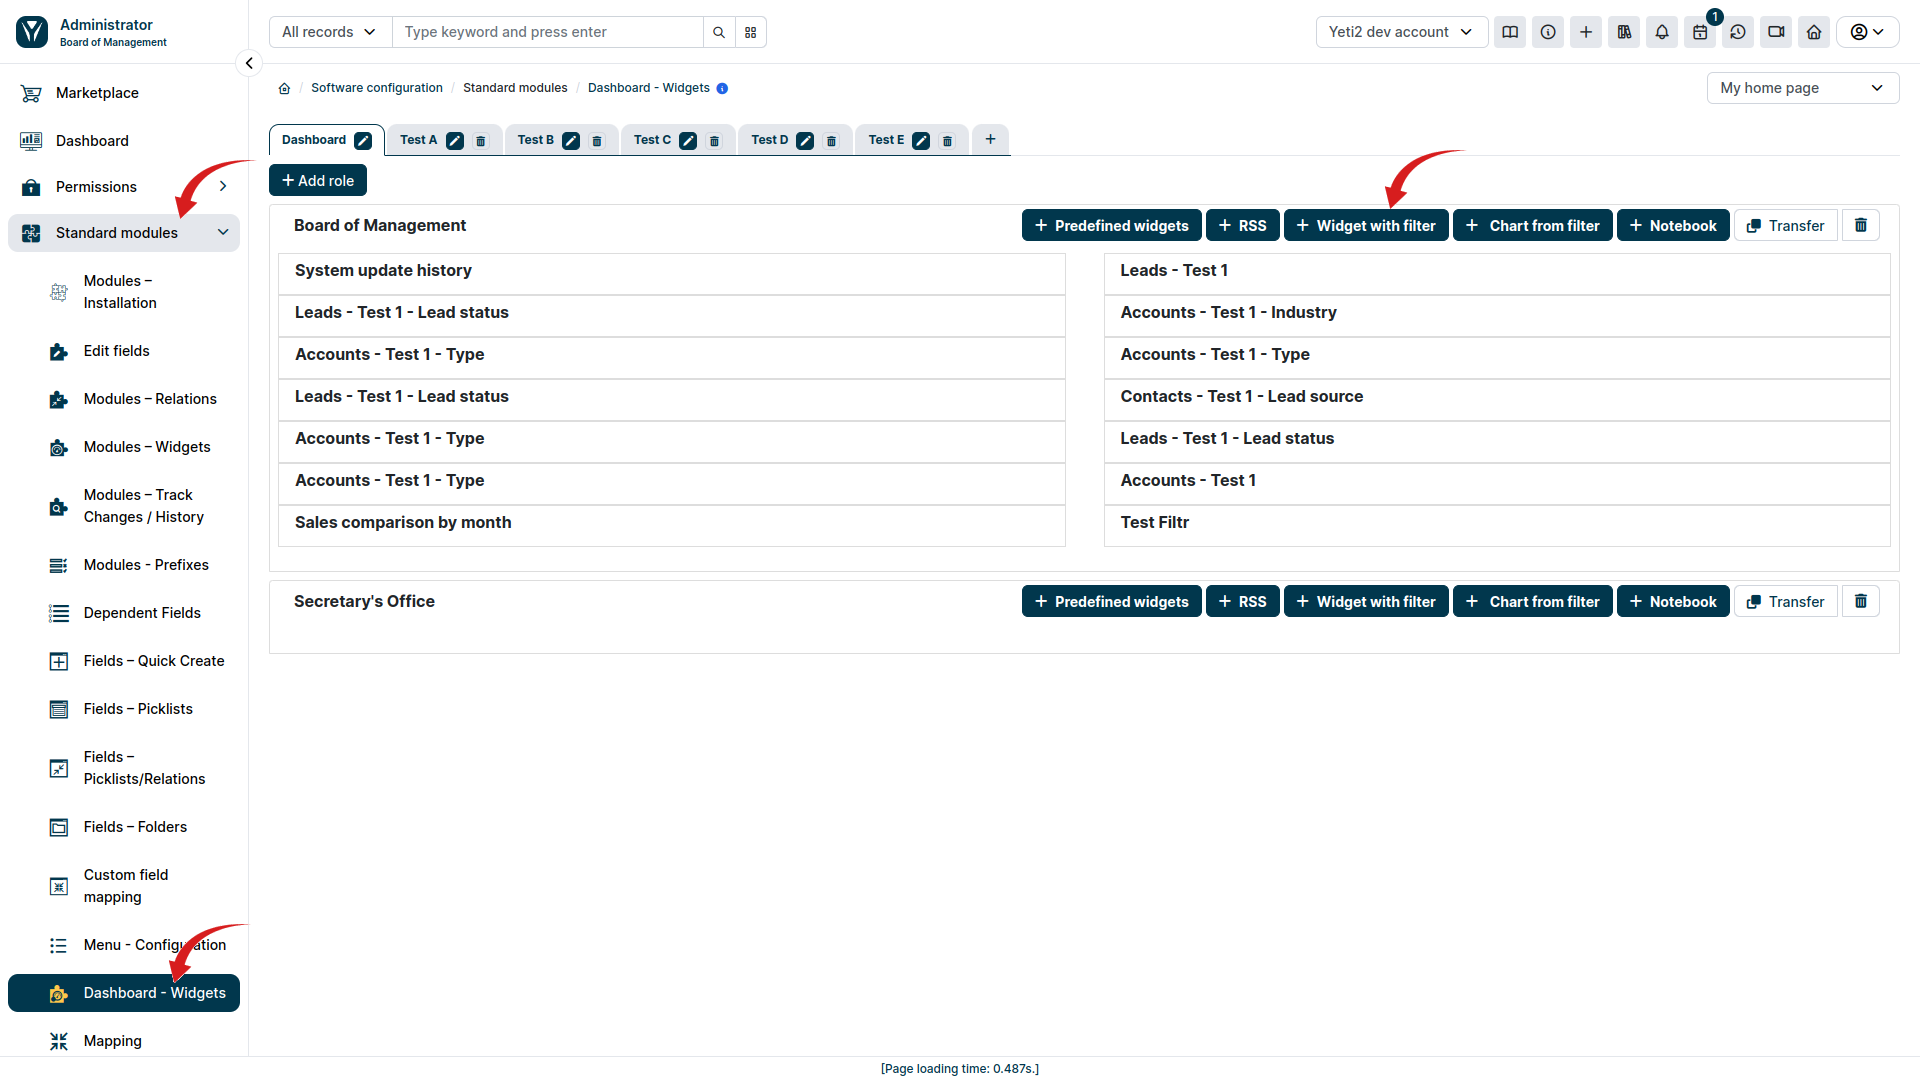 Administrator
Board of Management
All records
Type keyword and press enter
Yeti2 dev account
1
Marketplace
Dashboard
Permissions
Standard modules
Modules –
Installation
Edit fields
Modules – Relations
Modules – Widgets
Modules – Track
Changes / History
Modules - Prefixes
Dependent Fields
Fields – Quick Create
Fields – Picklists
Fields –
Picklists/Relations
Fields – Folders
Custom field
mapping
Menu - Configuration
Dashboard - Widgets
Mapping
/ Software configuration / Standard modules / Dashboard - Widgets
My home page
Dashboard Test A Test B Test C Test D Test E +
+ Add role
Board of Management
+ Predefined widgets + RSS + Widget with filter + Chart from filter + Notebook Transfer
System update history
Leads - Test 1 - Lead status
Accounts - Test 1 - Type
Leads - Test 1 - Lead status
Accounts - Test 1 - Type
Accounts - Test 1 - Type
Sales comparison by month
Leads - Test 1
Accounts - Test 1 - Industry
Accounts - Test 1 - Type
Contacts - Test 1 - Lead source
Leads - Test 1 - Lead status
Accounts - Test 1
Test Filtr
Secretary's Office
+ Predefined widgets + RSS + Widget with filter + Chart from filter + Notebook Transfer
[Page loading time: 0.487s.]